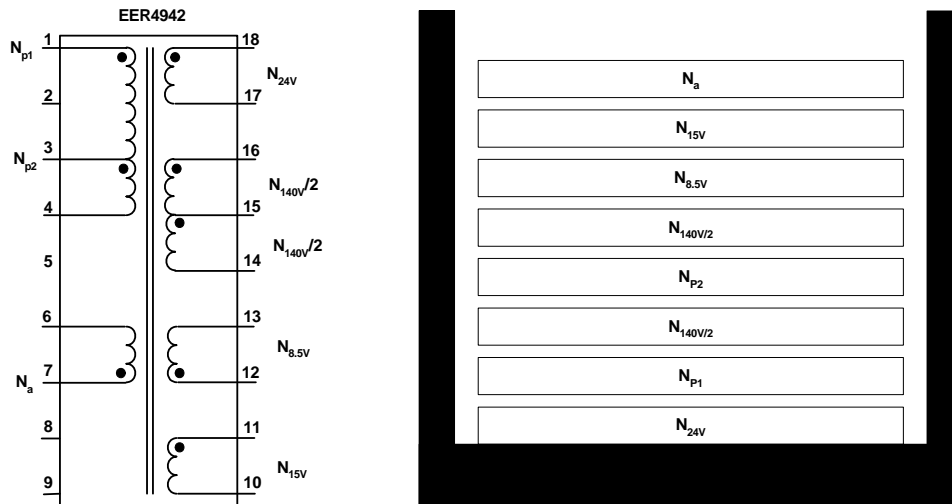 EER4942
N_p1
1
18
N_24V
2
17
3
16
N_p2
N_140V/2
4
15
N_140V/2
5
14
6
13
N_8.5V
7
12
N_a
8
11
N_15V
9
10
N_a
N_15V
N_8.5V
N_140V/2
N_P2
N_140V/2
N_P1
N_24V